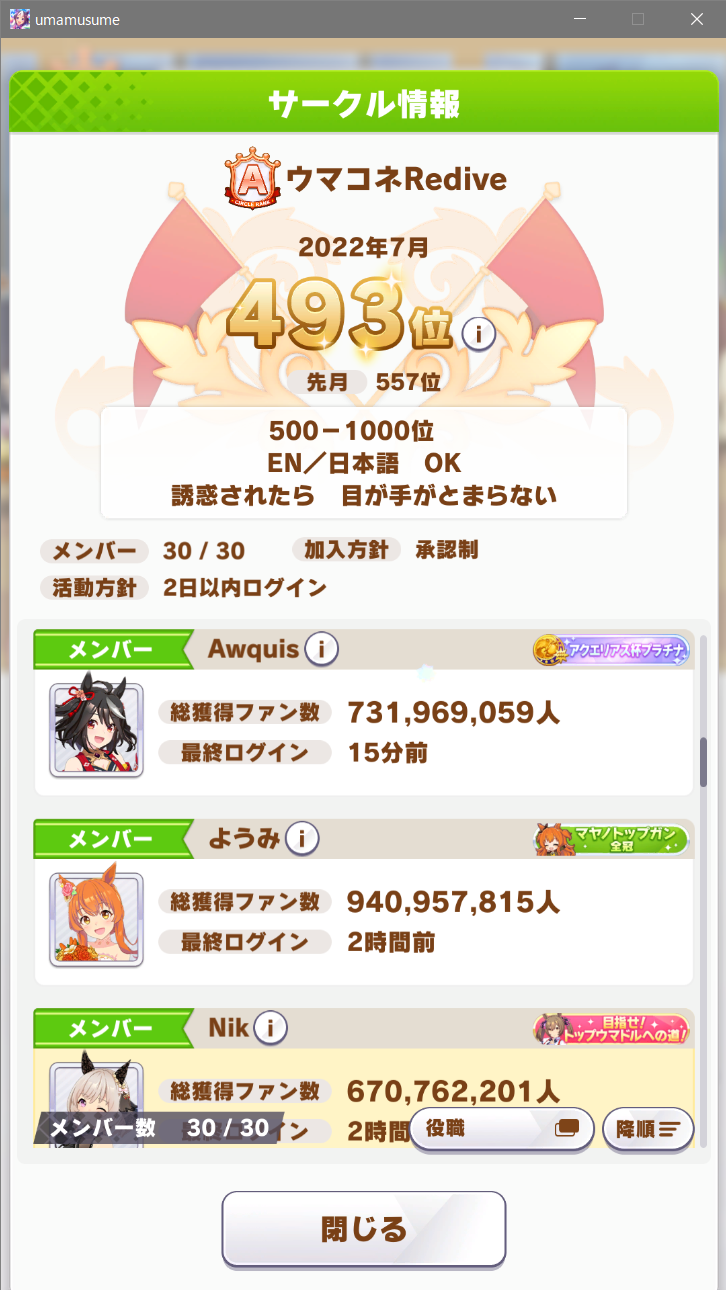 umamusume
サークル情報
A
CIRCLE RANK
ウマコネRedive
2022年7月
493位
i
先月 557位
500－1000位
EN／日本語　OK
誘惑されたら　目が手がとまらない
メンバー 30 / 30 加入方針 承認制
活動方針 2日以内ログイン
メンバー Awquis i アクエリアス杯プラチナ
総獲得ファン数 731,969,059人
最終ログイン 15分前
メンバー ようみ i マヤノトップガン
全冠
総獲得ファン数 940,957,815人
最終ログイン 2時間前
メンバー Nik i 目指せ!
トップウマドルへの道!
総獲得ファン数 670,762,201人
メンバー数 30 / 30 イン 2時間 役職 降順
閉じる